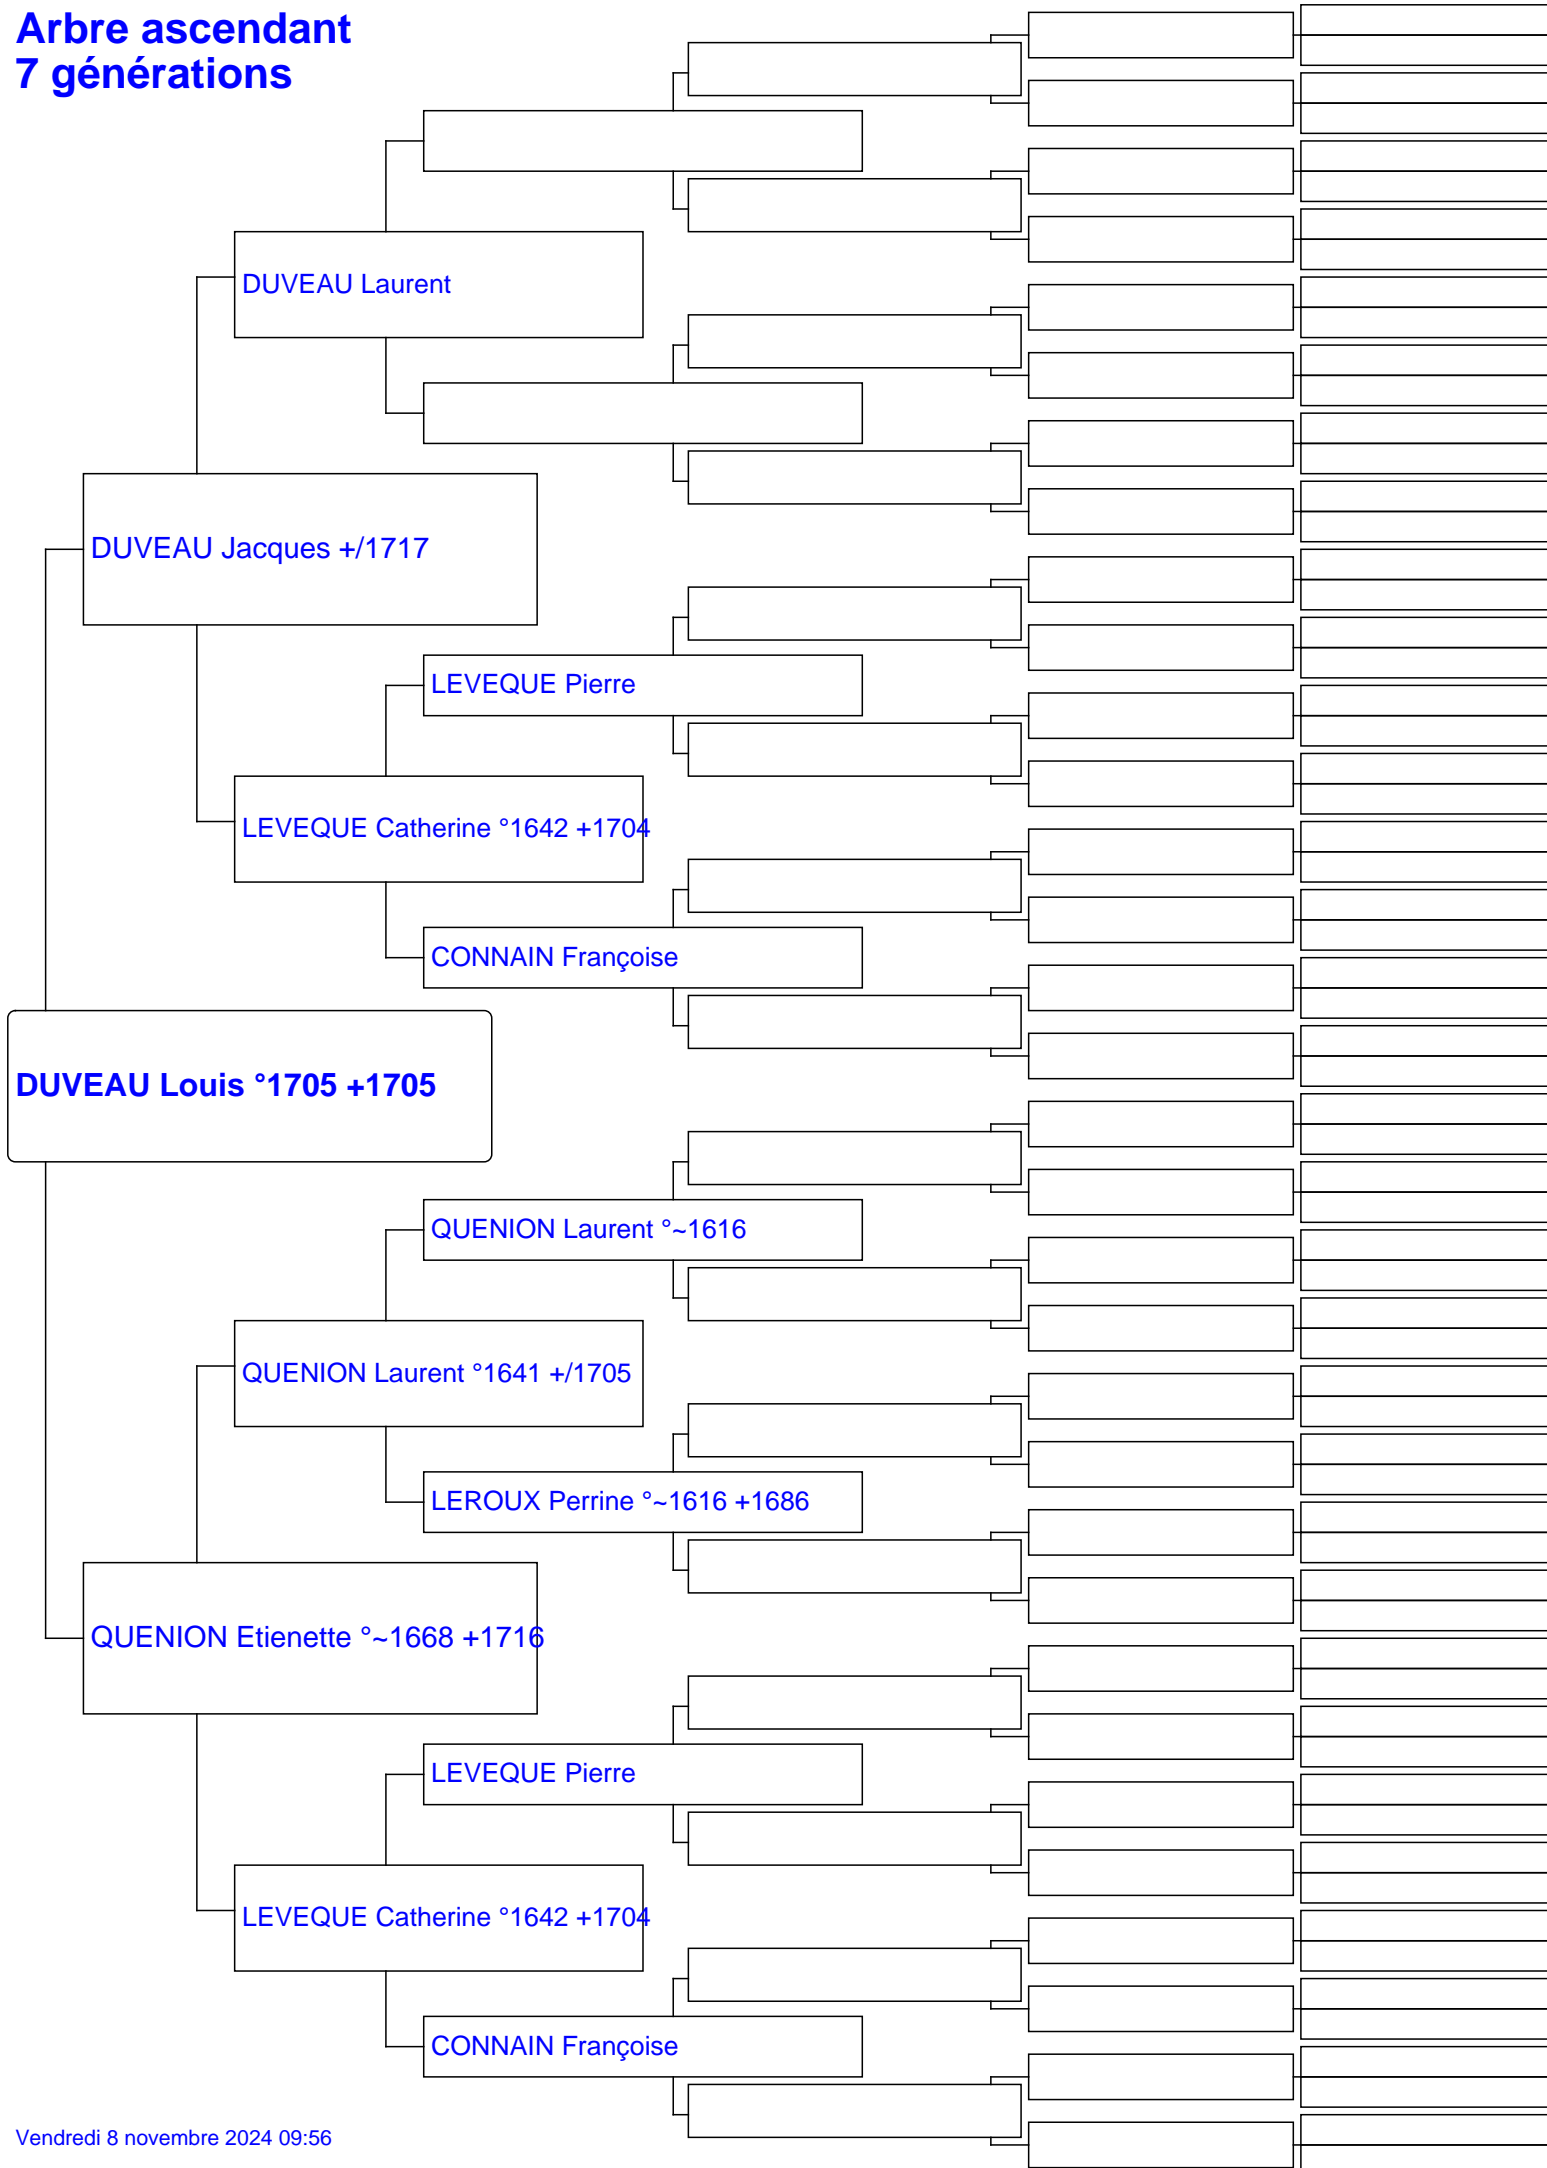 Arbre ascendant
7 générations
DUVEAU Laurent
DUVEAU Jacques +/1717
LEVEQUE Pierre
LEVEQUE Catherine °1642 +1704
CONNAIN Françoise
DUVEAU Louis °1705 +1705
QUENION Laurent °~1616
QUENION Laurent °1641 +/1705
LEROUX Perrine °~1616 +1686
QUENION Etienette °~1668 +1716
LEVEQUE Pierre
LEVEQUE Catherine °1642 +1704
CONNAIN Françoise
Vendredi 8 novembre 2024 09:56